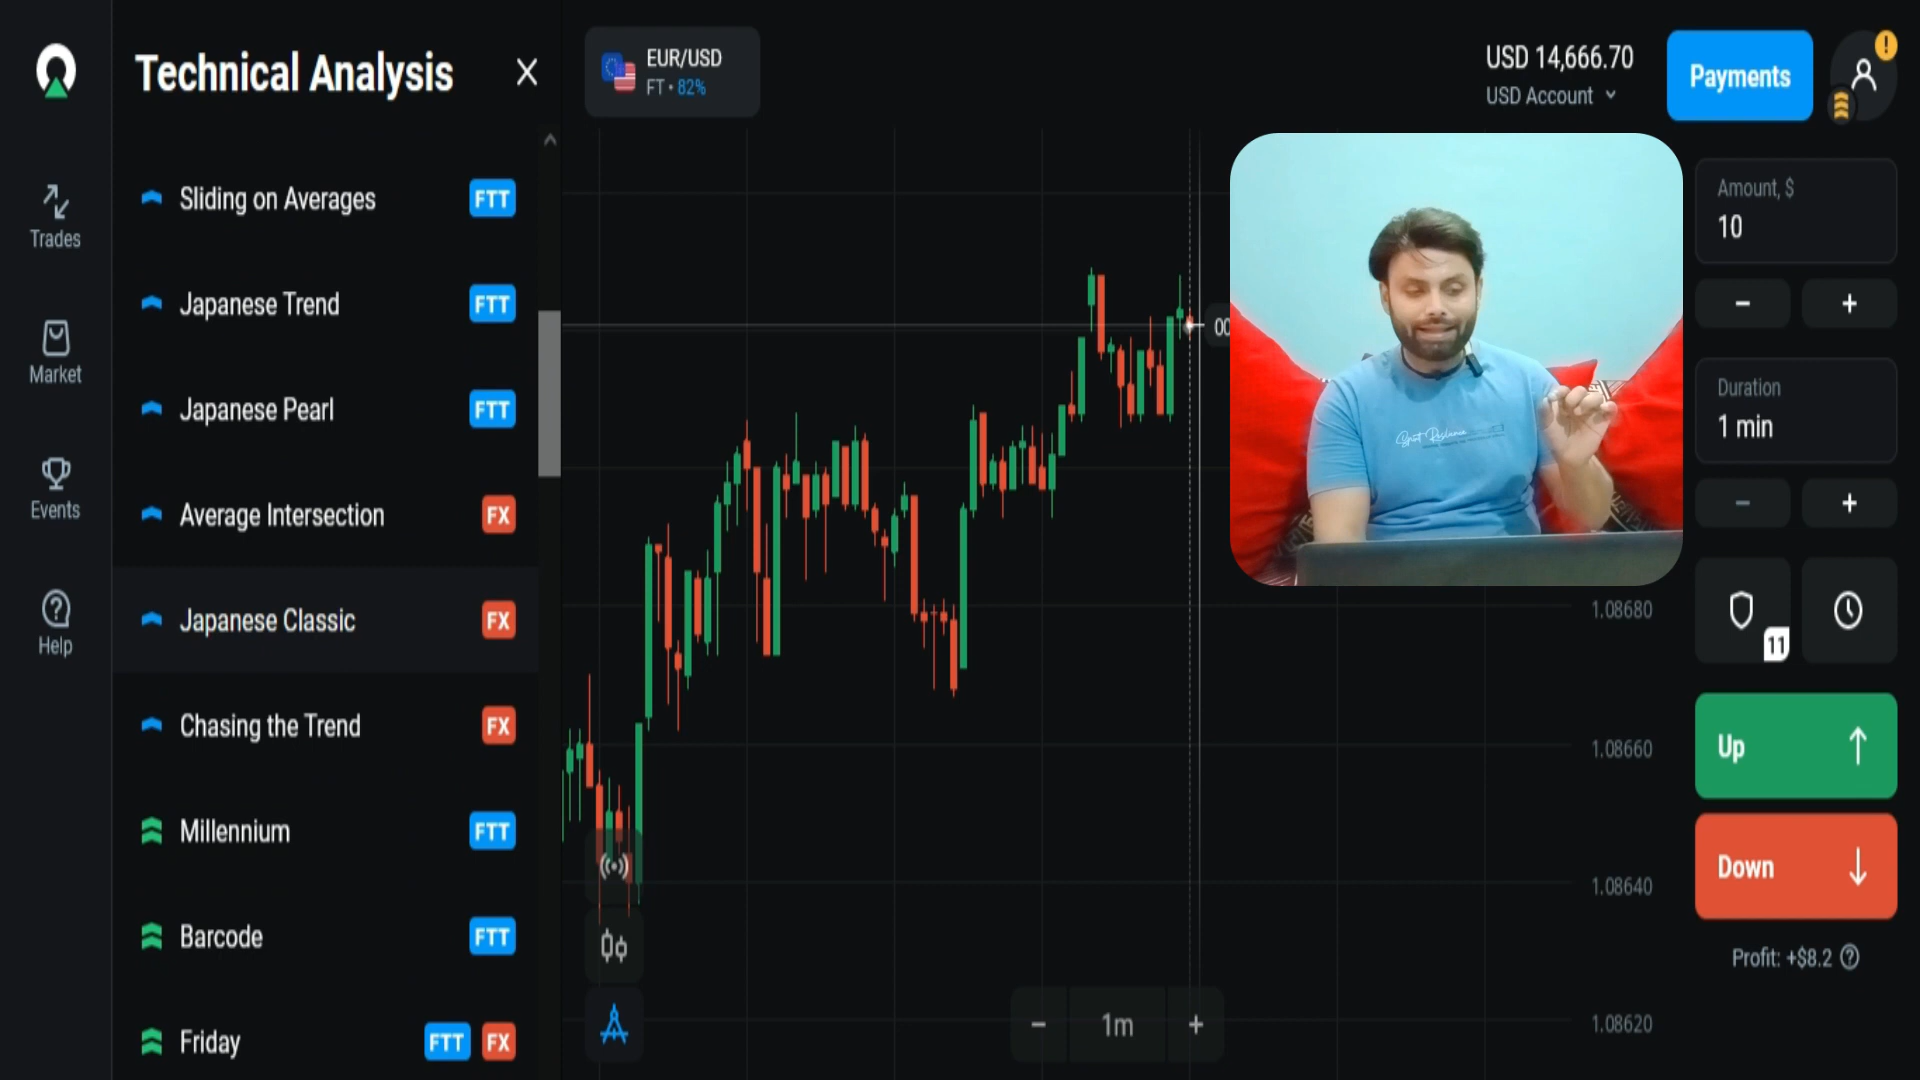 Technical Analysis
Sliding on Averages FTT
Japanese Trend FTT
Japanese Pearl FTT
Average Intersection FX
Japanese Classic FX
Chasing the Trend FX
Millennium FTT
Barcode FTT
Friday FTT FX
Trades
Market
Events
Help
EUR/USD
FT • 82%
USD 14,666.70
USD Account
Payments
!
00
1.08680
1.08660
1.08640
1.08620
− 1m +
Amount, $
10
− +
Duration
1 min
− +
11
Up
Down
Profit: +$8.2 ?